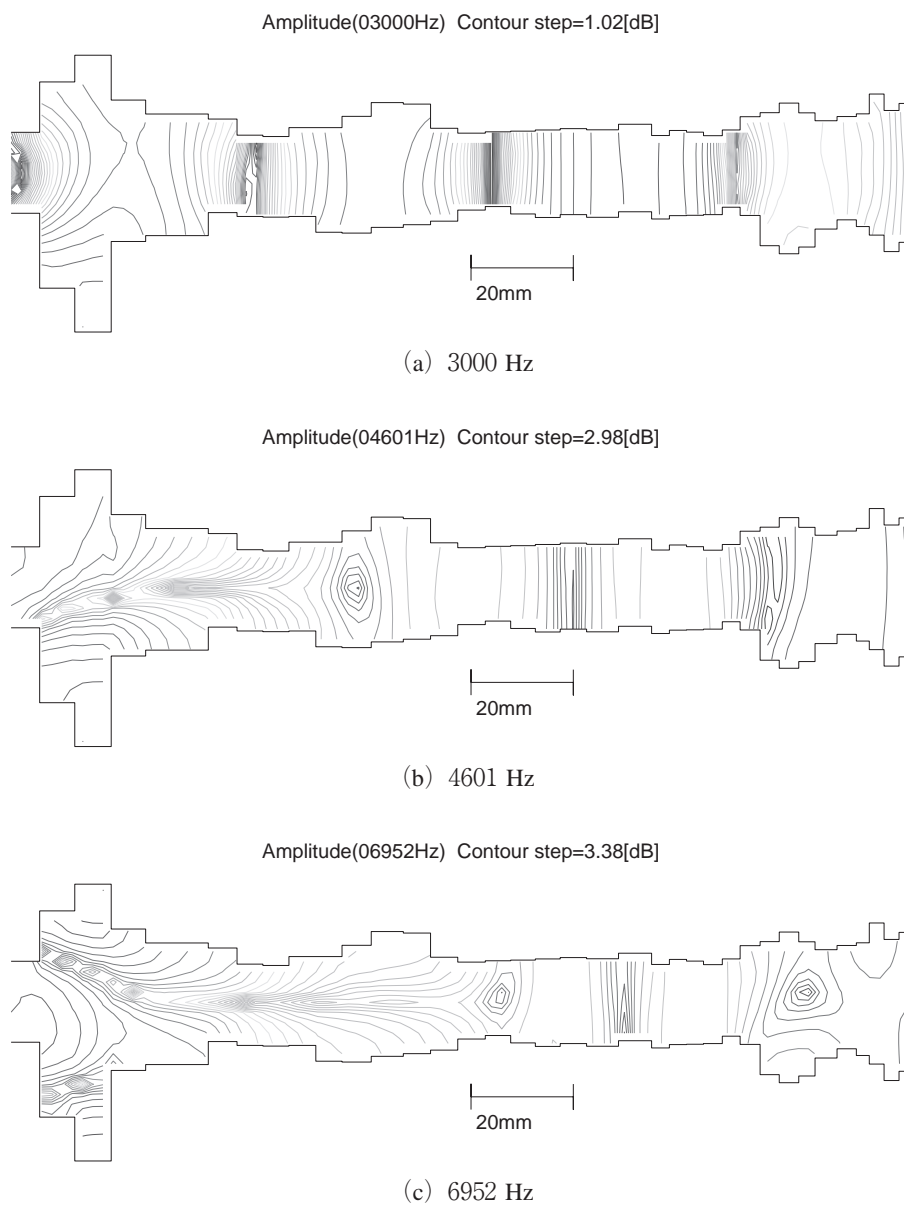 Amplitude(03000Hz)  Contour step=1.02[dB]
20mm
(a) 3000 Hz
Amplitude(04601Hz)  Contour step=2.98[dB]
20mm
(b) 4601 Hz
Amplitude(06952Hz)  Contour step=3.38[dB]
20mm
(c) 6952 Hz